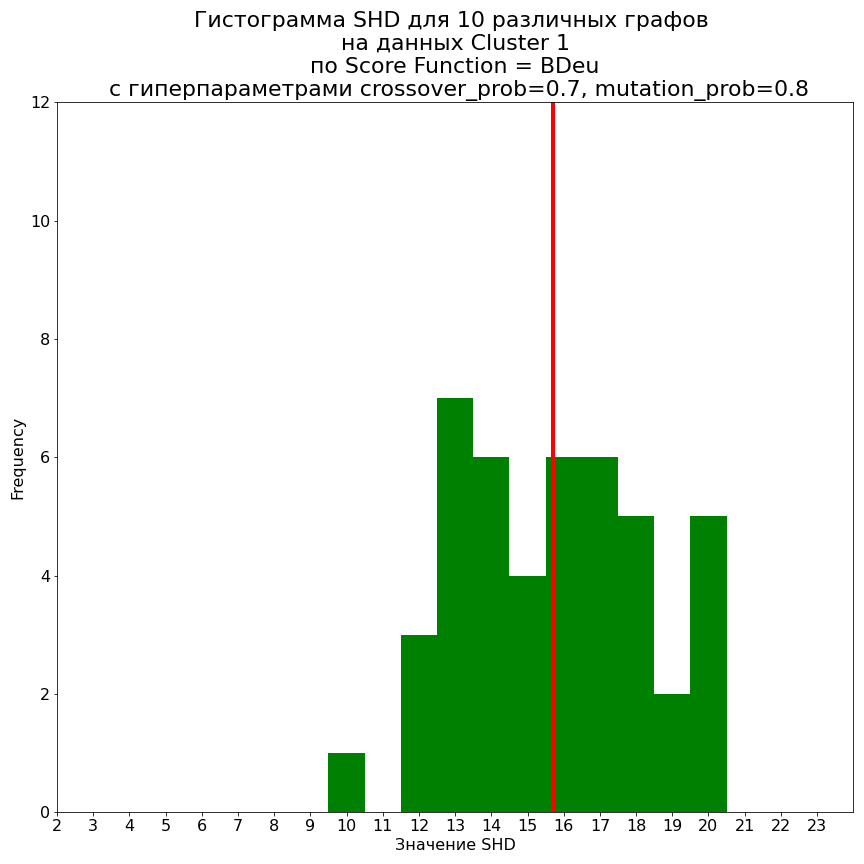 Гистограмма SHD для 10 различных графов
на данных Cluster 1
по Score Function = BDeu
с гиперпараметрами crossover_prob=0.7, mutation_prob=0.8
12
10
8
6
4
2
0
Frequency
2 3 4 5 6 7 8 9 10 11 12 13 14 15 16 17 18 19 20 21 22 23
Значение SHD